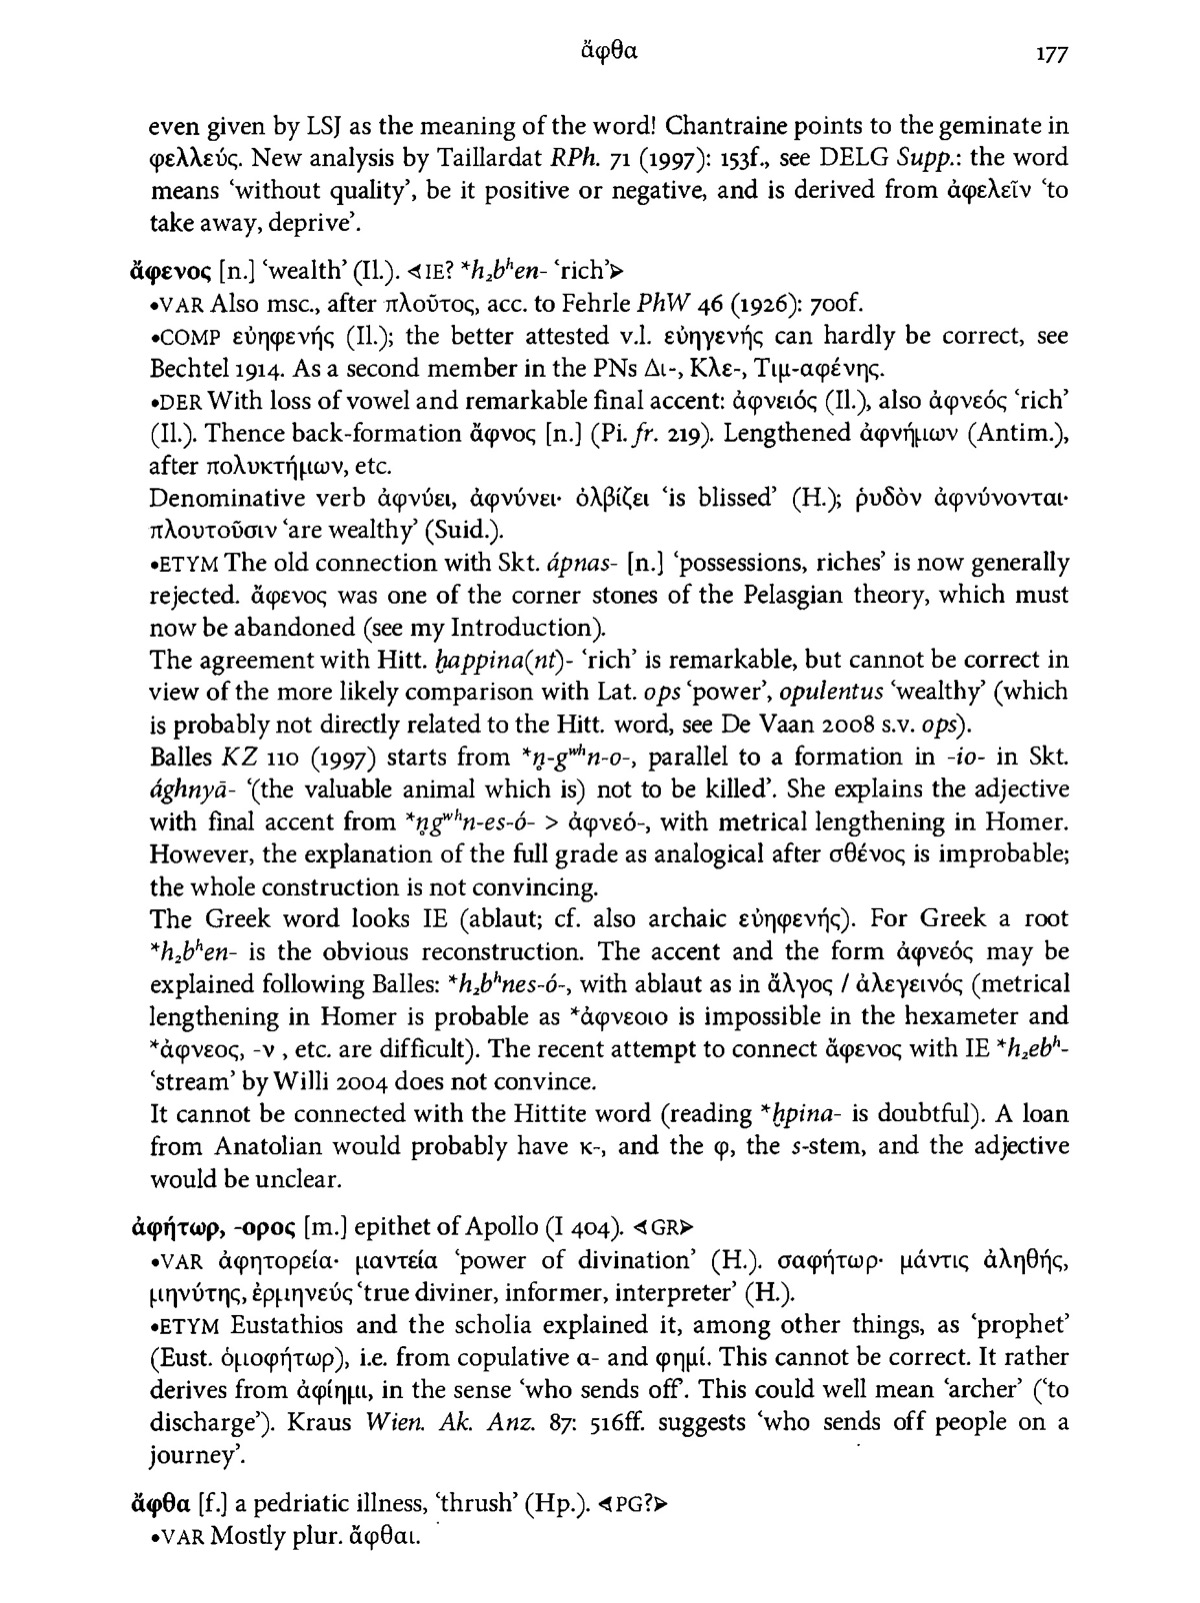 ἄφθα
177
even given by LSJ as the meaning of the word! Chantraine points to the geminate in
φελλεύς. New analysis by Taillardat RPh. 71 (1997): 153f., see DELG Supp.: the word
means ‘without quality’, be it positive or negative, and is derived from ἀφελεῖν ‘to
take away, deprive’.
ἄφενος [n.] ‘wealth’ (Il.). ⊲IE? *h₂bʰen- ‘rich’⊳
•VAR Also msc., after πλοῦτος, acc. to Fehrle PhW 46 (1926): 700f.
•COMP εὐηφενής (Il.); the better attested v.l. εὐηγενής can hardly be correct, see
Bechtel 1914. As a second member in the PNs Δι-, Κλε-, Τιμ-αφένης.
•DER With loss of vowel and remarkable final accent: ἀφνειός (Il.), also ἀφνεός ‘rich’
(Il.). Thence back-formation ἄφνος [n.] (Pi. fr. 219). Lengthened ἀφνήμων (Antim.),
after πολυκτήμων, etc.
Denominative verb ἀφνύει, ἀφνύνει· ὀλβίζει ‘is blissed’ (H.); ῥυδὸν ἀφνύνονται·
πλουτοῦσιν ‘are wealthy’ (Suid.).
•ETYM The old connection with Skt. ápnas- [n.] ‘possessions, riches’ is now generally
rejected. ἄφενος was one of the corner stones of the Pelasgian theory, which must
now be abandoned (see my Introduction).
The agreement with Hitt. ḫappina(nt)- ‘rich’ is remarkable, but cannot be correct in
view of the more likely comparison with Lat. ops ‘power’, opulentus ‘wealthy’ (which
is probably not directly related to the Hitt. word, see De Vaan 2008 s.v. ops).
Balles KZ 110 (1997) starts from *n̥-gʷʰn-o-, parallel to a formation in -io- in Skt.
ághnyā- ‘(the valuable animal which is) not to be killed’. She explains the adjective
with final accent from *n̥gʷʰn-es-ó- > ἀφνεό-, with metrical lengthening in Homer.
However, the explanation of the full grade as analogical after σθένος is improbable;
the whole construction is not convincing.
The Greek word looks IE (ablaut; cf. also archaic εὐηφενής). For Greek a root
*h₂bʰen- is the obvious reconstruction. The accent and the form ἀφνεός may be
explained following Balles: *h₂bʰnes-ó-, with ablaut as in ἄλγος / ἀλεγεινός (metrical
lengthening in Homer is probable as *ἀφνεοιο is impossible in the hexameter and
*ἀφνεος, -ν , etc. are difficult). The recent attempt to connect ἄφενος with IE *h₂ebʰ-
‘stream’ by Willi 2004 does not convince.
It cannot be connected with the Hittite word (reading *ḫpina- is doubtful). A loan
from Anatolian would probably have κ-, and the φ, the s-stem, and the adjective
would be unclear.
ἀφήτωρ, -ορος [m.] epithet of Apollo (I 404). ⊲GR⊳
•VAR ἀφητορεία· μαντεία ‘power of divination’ (H.). σαφήτωρ· μάντις ἀληθής,
μηνύτης, ἑρμηνεύς ‘true diviner, informer, interpreter’ (H.).
•ETYM Eustathios and the scholia explained it, among other things, as ‘prophet’
(Eust. ὁμοφήτωρ), i.e. from copulative α- and φημί. This cannot be correct. It rather
derives from ἀφίημι, in the sense ‘who sends off’. This could well mean ‘archer’ (‘to
discharge’). Kraus Wien. Ak. Anz. 87: 516ff. suggests ‘who sends off people on a
journey’.
ἄφθα [f.] a pedriatic illness, ‘thrush’ (Hp.). ⊲PG?⊳
•VAR Mostly plur. ἄφθαι.